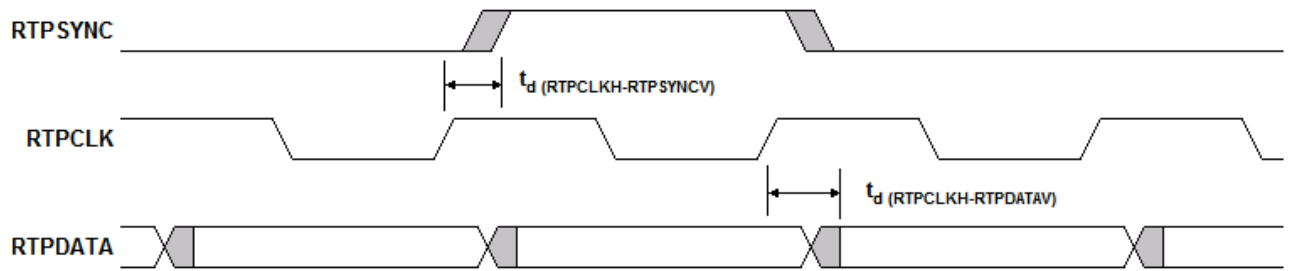 RTPSYNC
td (RTPCLKH-RTPSYNCV)
RTPCLK
td (RTPCLKH-RTPDATAV)
RTPDATA